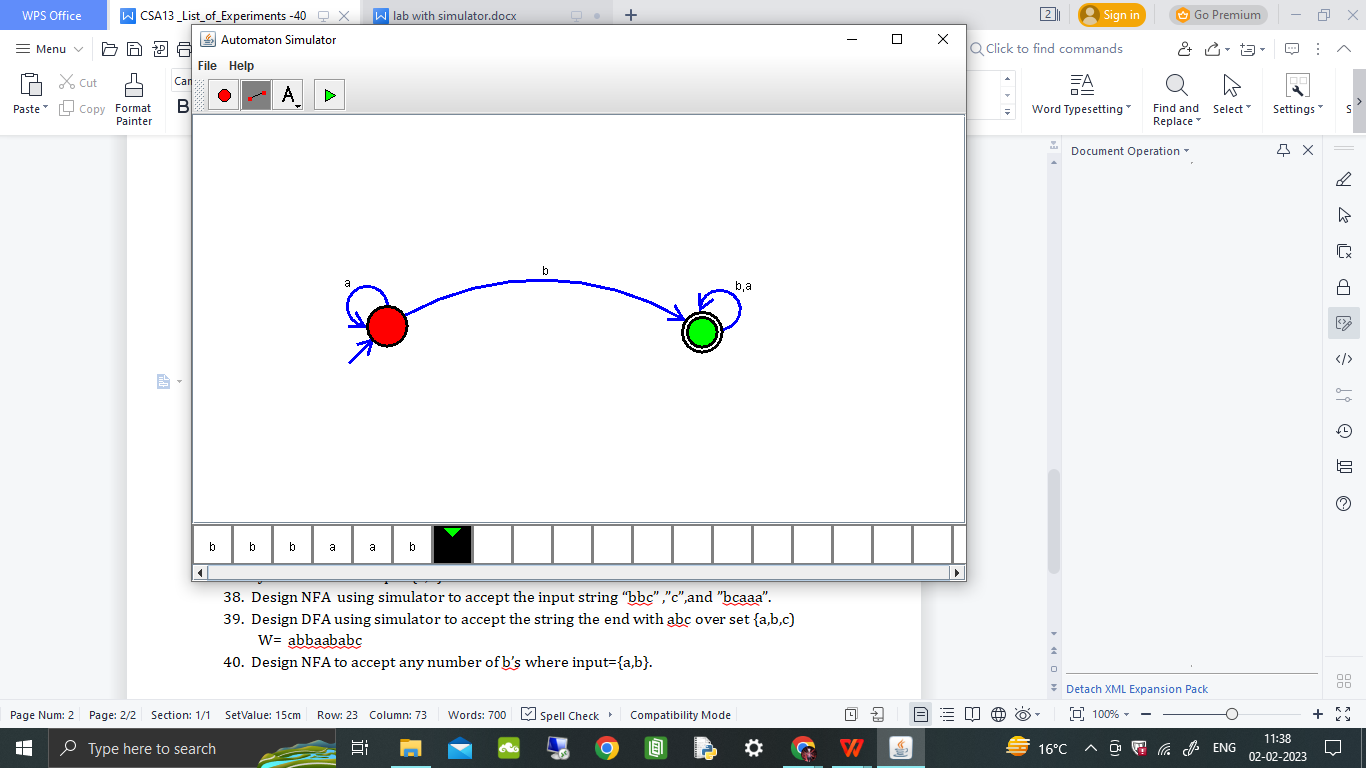 WPS Office
CSA13 _List_of_Experiments -40
lab with simulator.docx
2
Sign in
Go Premium
Menu
Click to find commands
Paste
Cut
Copy
Format
Painter
B
Word Typesetting
Find and
Replace
Select
Settings
Automaton Simulator
File Help
A
a
b
b,a
b b b a a b
Document Operation
38. Design NFA using simulator to accept the input string “bbc” ,”c”,and ”bcaaa”.
39. Design DFA using simulator to accept the string the end with abc over set {a,b,c)
W= abbaababc
40. Design NFA to accept any number of b’s where input={a,b}.
Detach XML Expansion Pack
Page Num: 2 Page: 2/2 Section: 1/1 SetValue: 15cm Row: 23 Column: 73 Words: 700 Spell Check Compatibility Mode 100%
Type here to search
16°C
ENG
11:38
02-02-2023